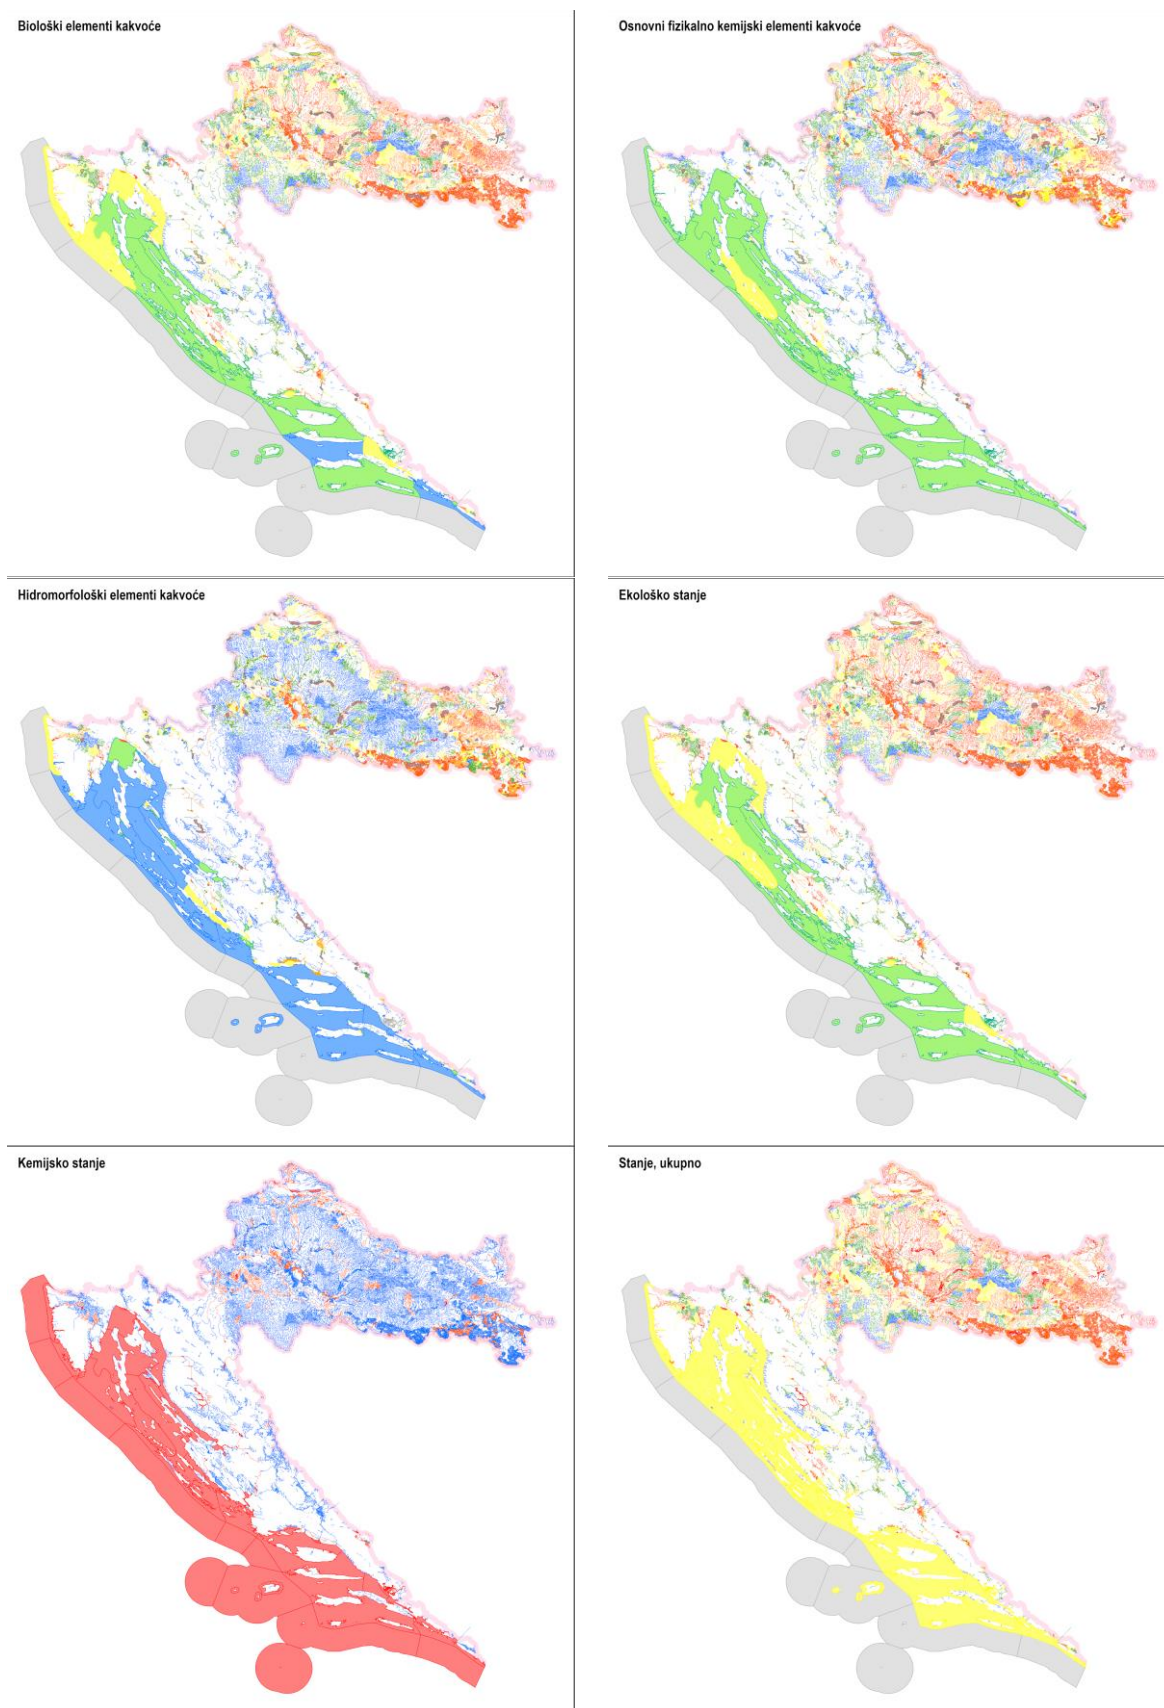 Biološki elementi kakvoće
Osnovni fizikalno kemijski elementi kakvoće
Hidromorfološki elementi kakvoće
Ekološko stanje
Kemijsko stanje
Stanje, ukupno